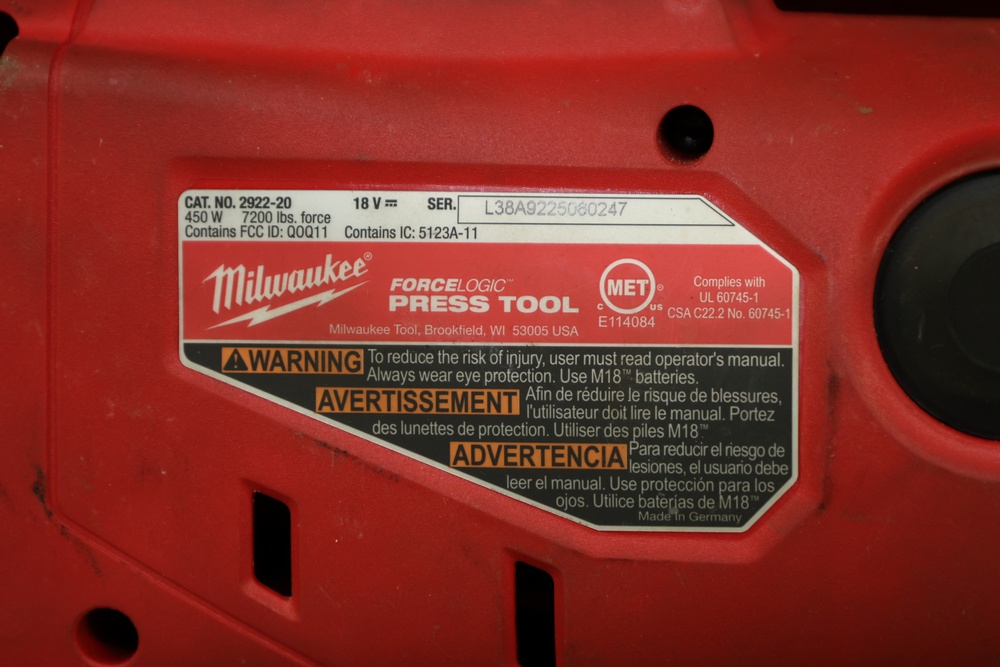 CAT. NO. 2922-20 18 V SER. L38A9225080247
450 W 7200 lbs. force
Contains FCC ID: QOQ11 Contains IC: 5123A-11
Milwaukee®
FORCELOGIC™
PRESS TOOL
Milwaukee Tool, Brookfield, WI 53005 USA
MET®
C US
E114084
Complies with
UL 60745-1
CSA C22.2 No. 60745-1
WARNING To reduce the risk of injury, user must read operator's manual.
Always wear eye protection. Use M18™ batteries.
AVERTISSEMENT Afin de réduire le risque de blessures,
l'utilisateur doit lire le manual. Portez
des lunettes de protection. Utiliser des piles M18™
ADVERTENCIA Para reducir el riesgo de
lesiones, el usuario debe
leer el manual. Use protección para los
ojos. Utilice baterías de M18™
Made in Germany